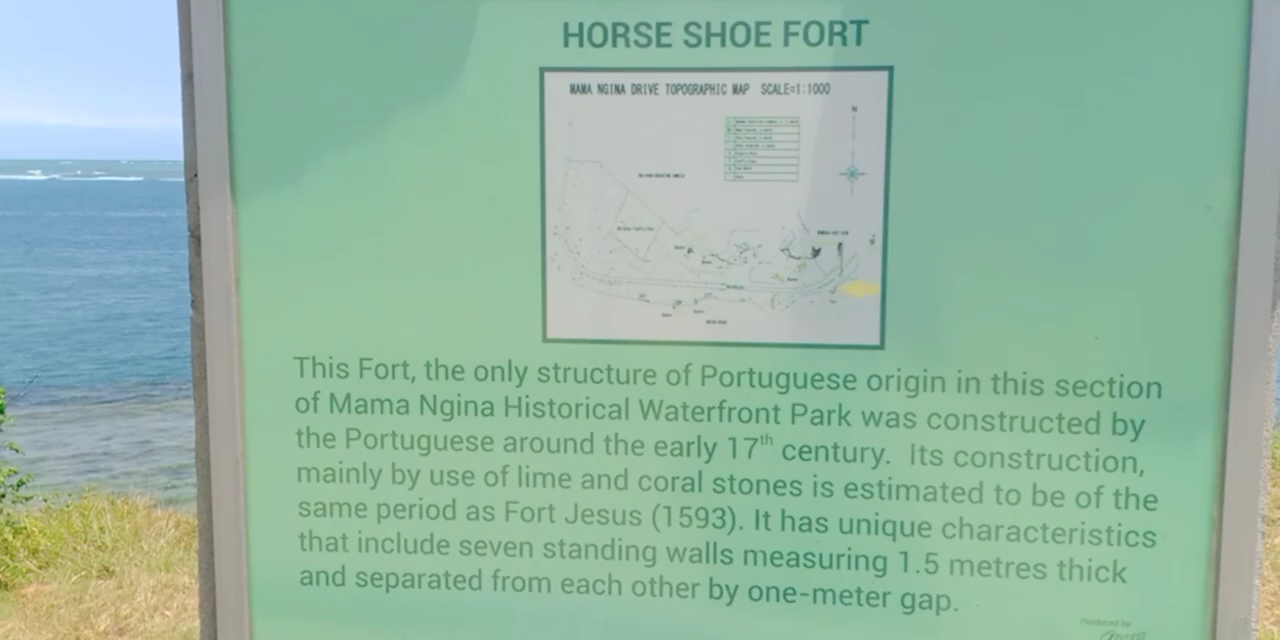 HORSE SHOE FORT
MAMA NGINA DRIVE TOPOGRAPHIC MAP SCALE=1:1000
N
This Fort, the only structure of Portuguese origin in this section
of Mama Ngina Historical Waterfront Park was constructed by
the Portuguese around the early 17th century. Its construction,
mainly by use of lime and coral stones is estimated to be of the
same period as Fort Jesus (1593). It has unique characteristics
that include seven standing walls measuring 1.5 metres thick
and separated from each other by one-meter gap.
Produced by